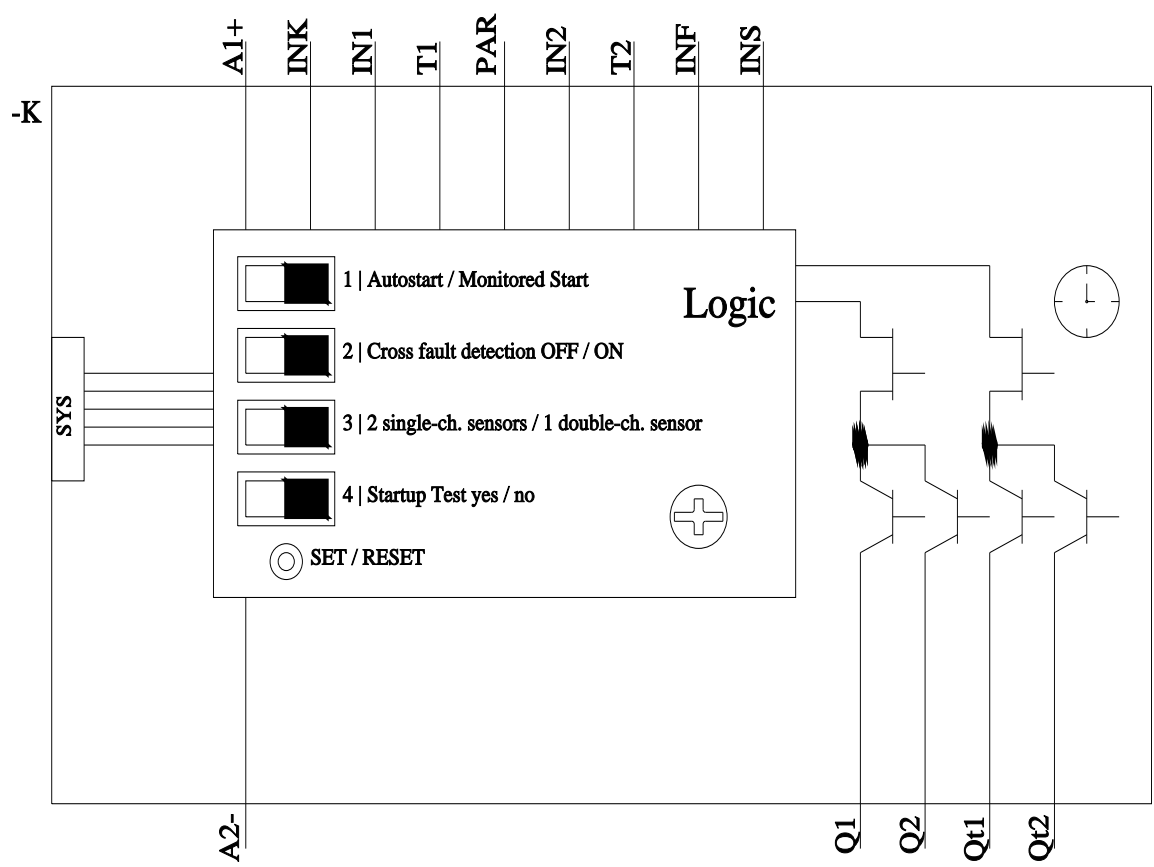 A1+
INK
IN1
T1
PAR
IN2
T2
INF
INS
-K
1 | Autostart / Monitored Start
Logic
2 | Cross fault detection OFF / ON
SYS
3 | 2 single-ch. sensors / 1 double-ch. sensor
4 | Startup Test yes / no
SET / RESET
A2-
Q1
Q2
Qt1
Qt2